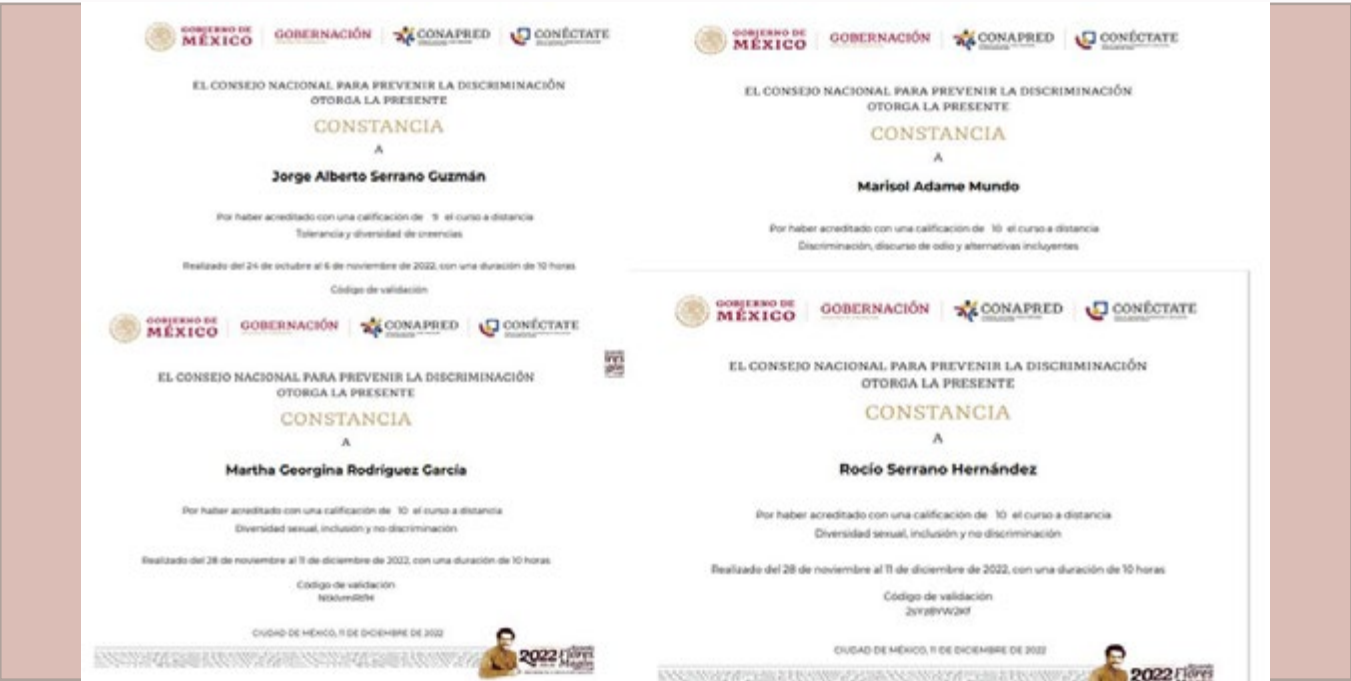 GOBIERNO DE
MÉXICO
GOBERNACIÓN
CONAPRED
CONÉCTATE
EL CONSEJO NACIONAL PARA PREVENIR LA DISCRIMINACIÓN
OTORGA LA PRESENTE
CONSTANCIA
A
Jorge Alberto Serrano Guzmán
Por haber acreditado con una calificación de 9 el curso a distancia
Tolerancia y diversidad de creencias
Realizado del 24 de octubre al 6 de noviembre de 2022, con una duración de 10 horas
Código de validación
GOBIERNO DE
MÉXICO
GOBERNACIÓN
CONAPRED
CONÉCTATE
EL CONSEJO NACIONAL PARA PREVENIR LA DISCRIMINACIÓN
OTORGA LA PRESENTE
CONSTANCIA
A
Marisol Adame Mundo
Por haber acreditado con una calificación de 10 el curso a distancia
Discriminación, discurso de odio y alternativas incluyentes
GOBIERNO DE
MÉXICO
GOBERNACIÓN
CONAPRED
CONÉCTATE
EL CONSEJO NACIONAL PARA PREVENIR LA DISCRIMINACIÓN
OTORGA LA PRESENTE
CONSTANCIA
A
Martha Georgina Rodríguez García
Por haber acreditado con una calificación de 10 el curso a distancia
Diversidad sexual, inclusión y no discriminación
Realizado del 28 de noviembre al 11 de diciembre de 2022, con una duración de 10 horas
Código de validación
CIUDAD DE MÉXICO, 11 DE DICIEMBRE DE 2022
2022 Flores
Magón
GOBIERNO DE
MÉXICO
GOBERNACIÓN
CONAPRED
CONÉCTATE
EL CONSEJO NACIONAL PARA PREVENIR LA DISCRIMINACIÓN
OTORGA LA PRESENTE
CONSTANCIA
A
Rocío Serrano Hernández
Por haber acreditado con una calificación de 10 el curso a distancia
Diversidad sexual, inclusión y no discriminación
Realizado del 28 de noviembre al 11 de diciembre de 2022, con una duración de 10 horas
Código de validación
CIUDAD DE MÉXICO, 11 DE DICIEMBRE DE 2022
2022 Flores